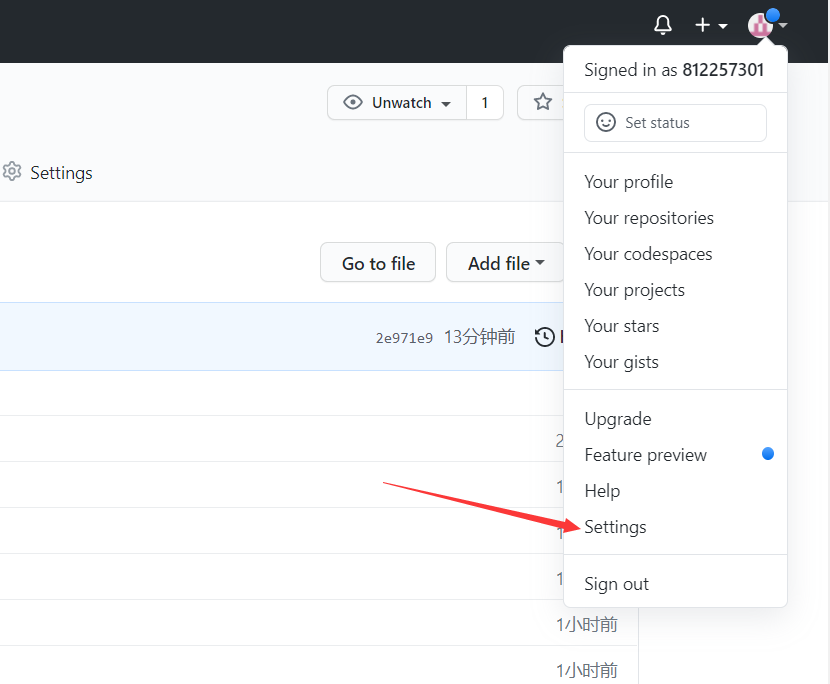 Signed in as 812257301
Unwatch 1
Set status
Settings
Your profile
Your repositories
Your codespaces
Go to file Add file
Your projects
Your stars
2e971e9 13分钟前
Your gists
Upgrade
2
Feature preview
1
Help
Settings
1
1
Sign out
1小时前
1小时前